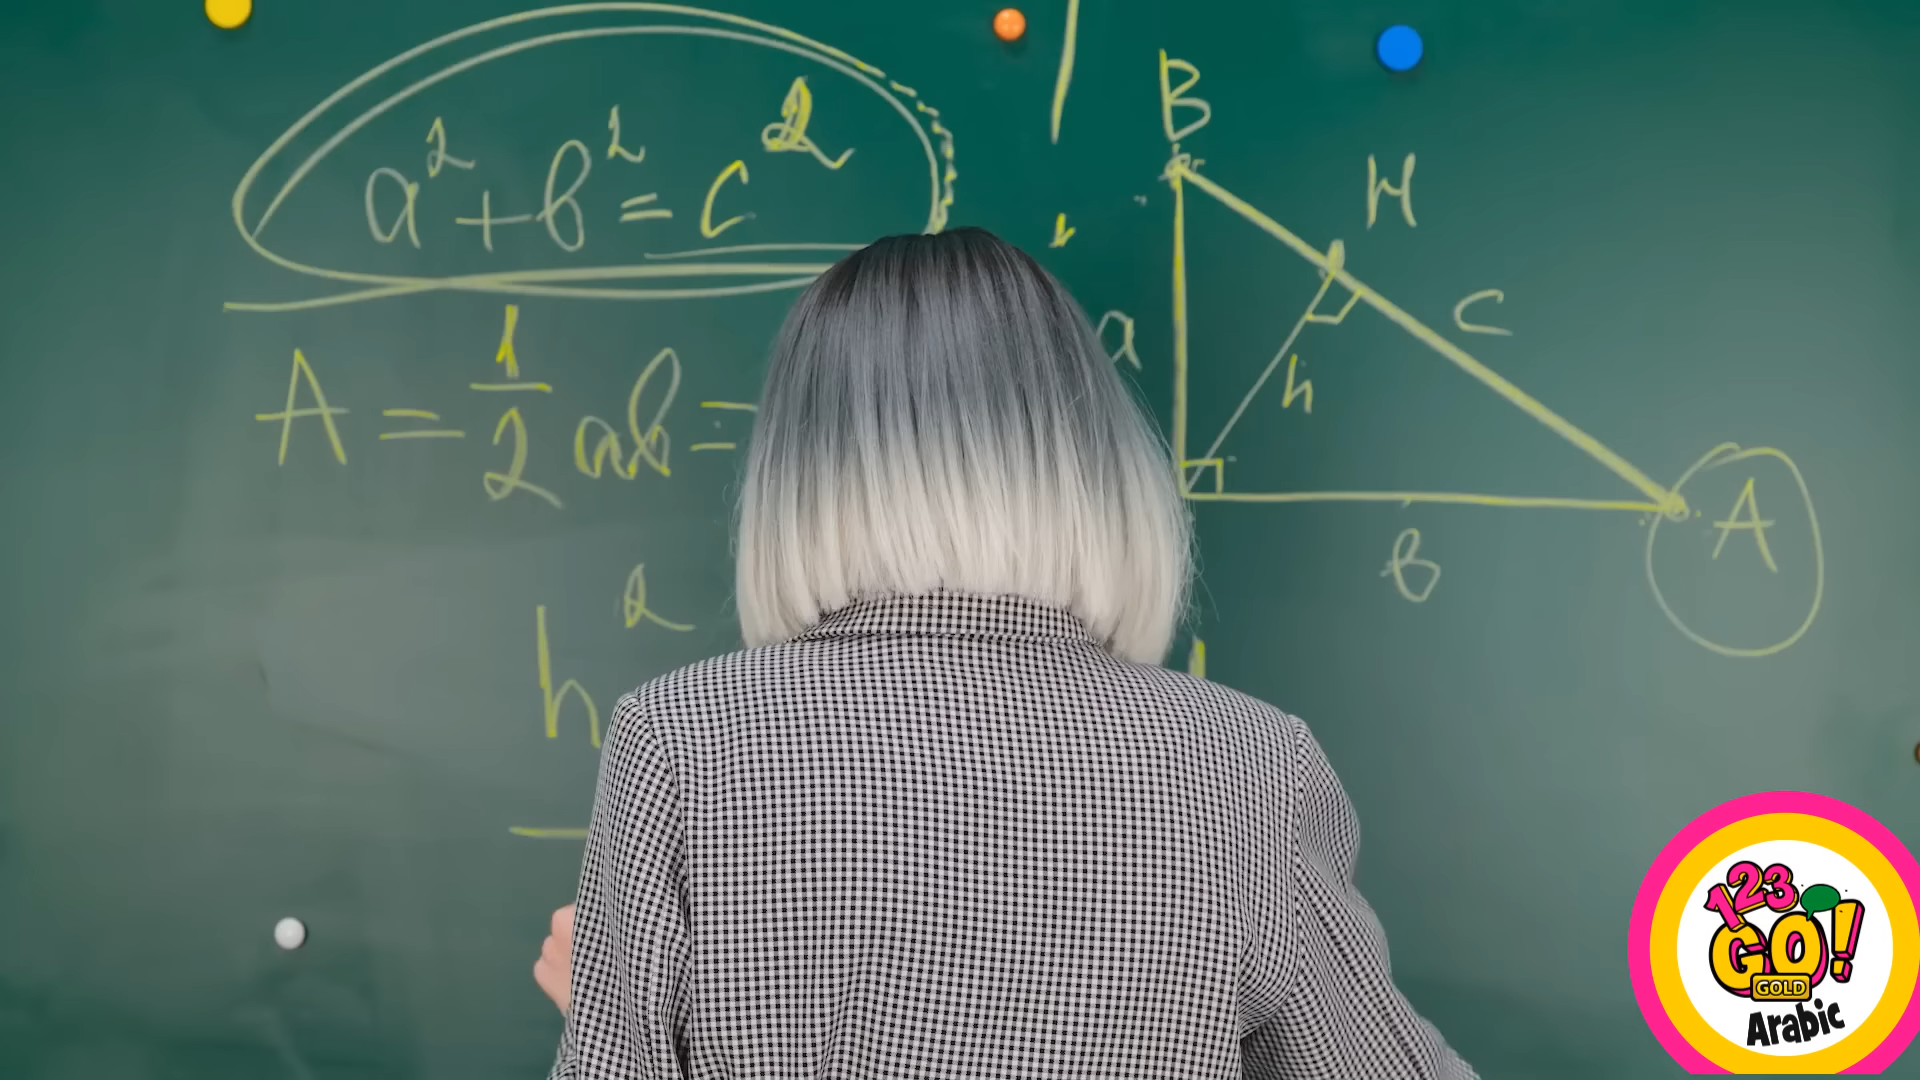 a² + b² = c²
A = 1/2 ab =
h²
B
H
a
c
h
b
A
123
GO!
GOLD
Arabic